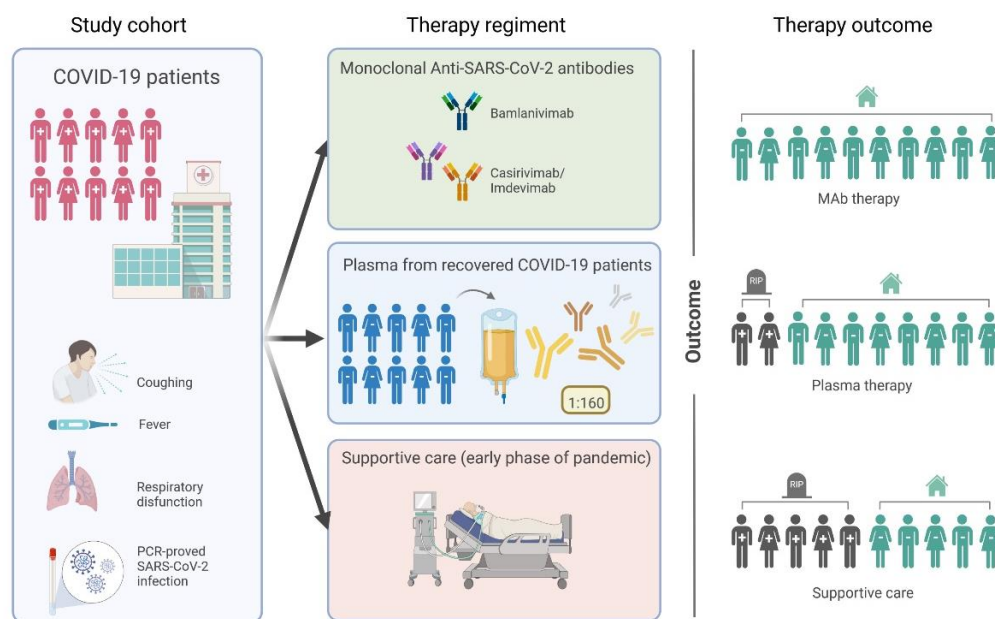 Study cohort
COVID-19 patients
Coughing
Fever
Respiratory
disfunction
PCR-proved
SARS-CoV-2
infection
Therapy regiment
Monoclonal Anti-SARS-CoV-2 antibodies
Bamlanivimab
Casirivimab/
Imdevimab
Plasma from recovered COVID-19 patients
1:160
Supportive care (early phase of pandemic)
Therapy outcome
Outcome
MAb therapy
RIP
Plasma therapy
RIP
Supportive care